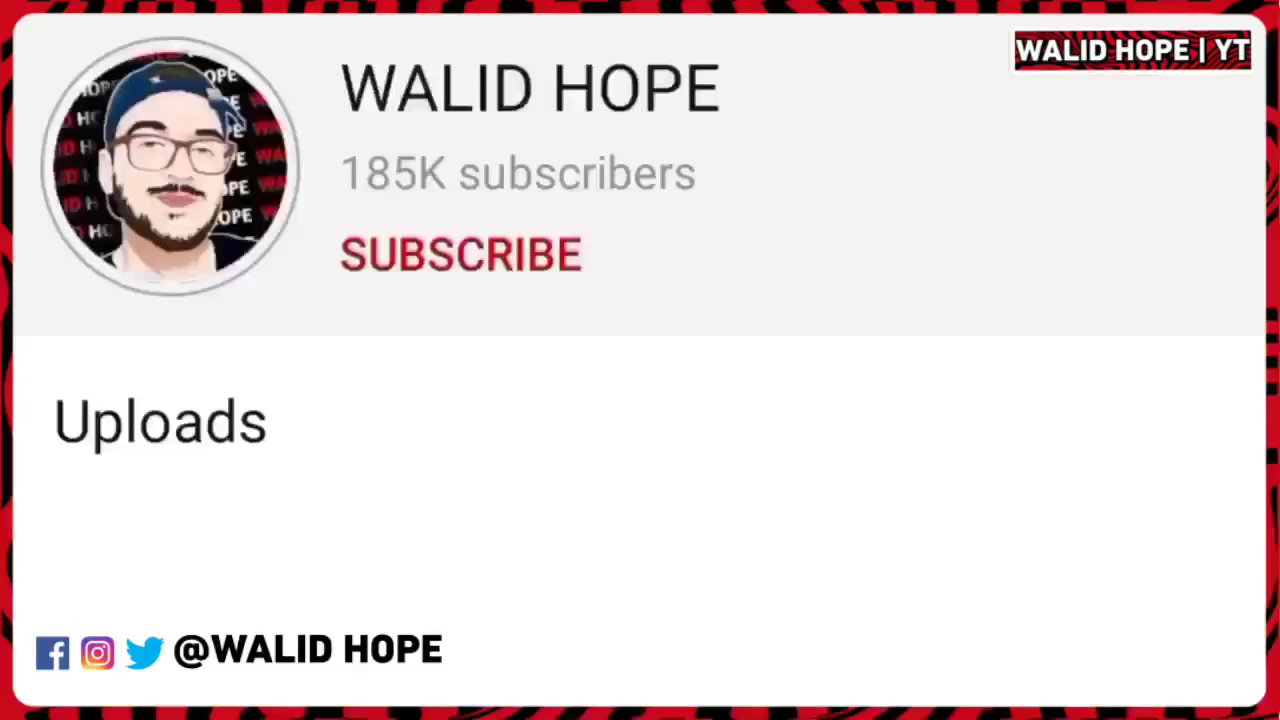 WALID HOPE | YT
WALID HOPE
185K subscribers
SUBSCRIBE
Uploads
@WALID HOPE